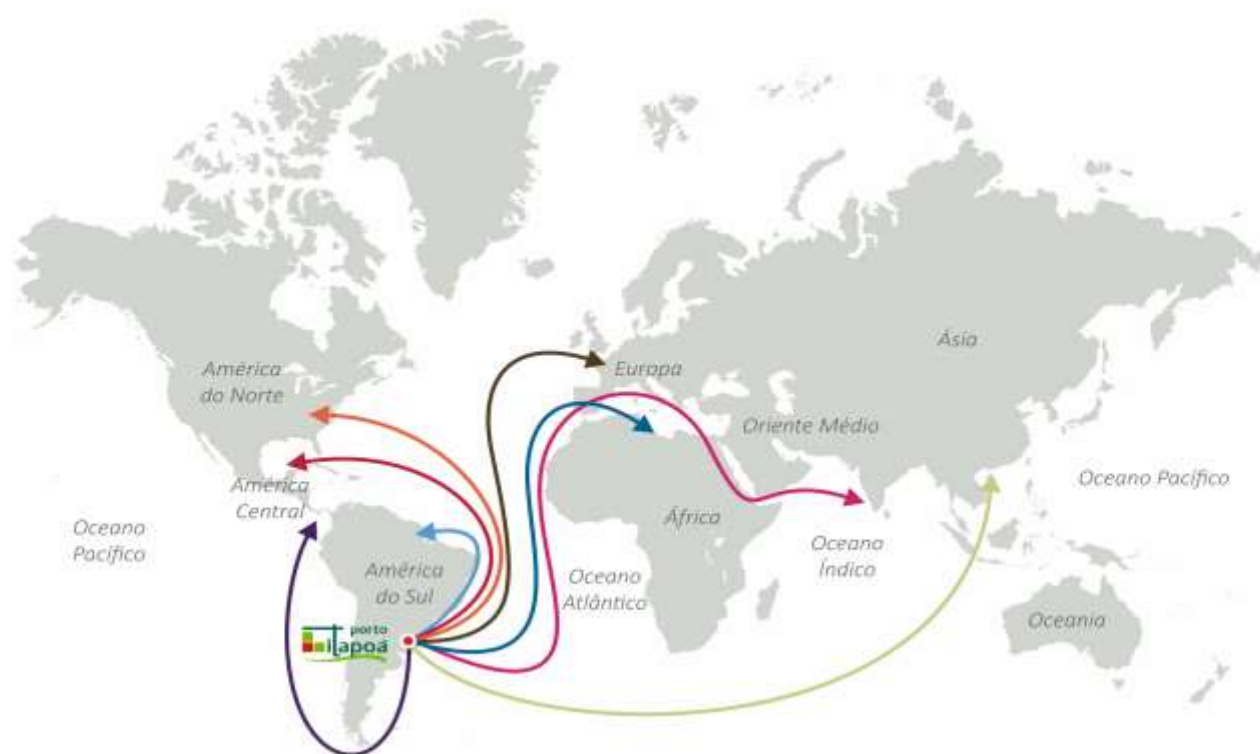 Ásia
América
do Norte
Europa
Oriente Médio
América
Central
Oceano Pacífico
Oceano
Pacífico
África
Oceano
Índico
América
do Sul
Oceano
Atlântico
Oceania
porto
itapoá